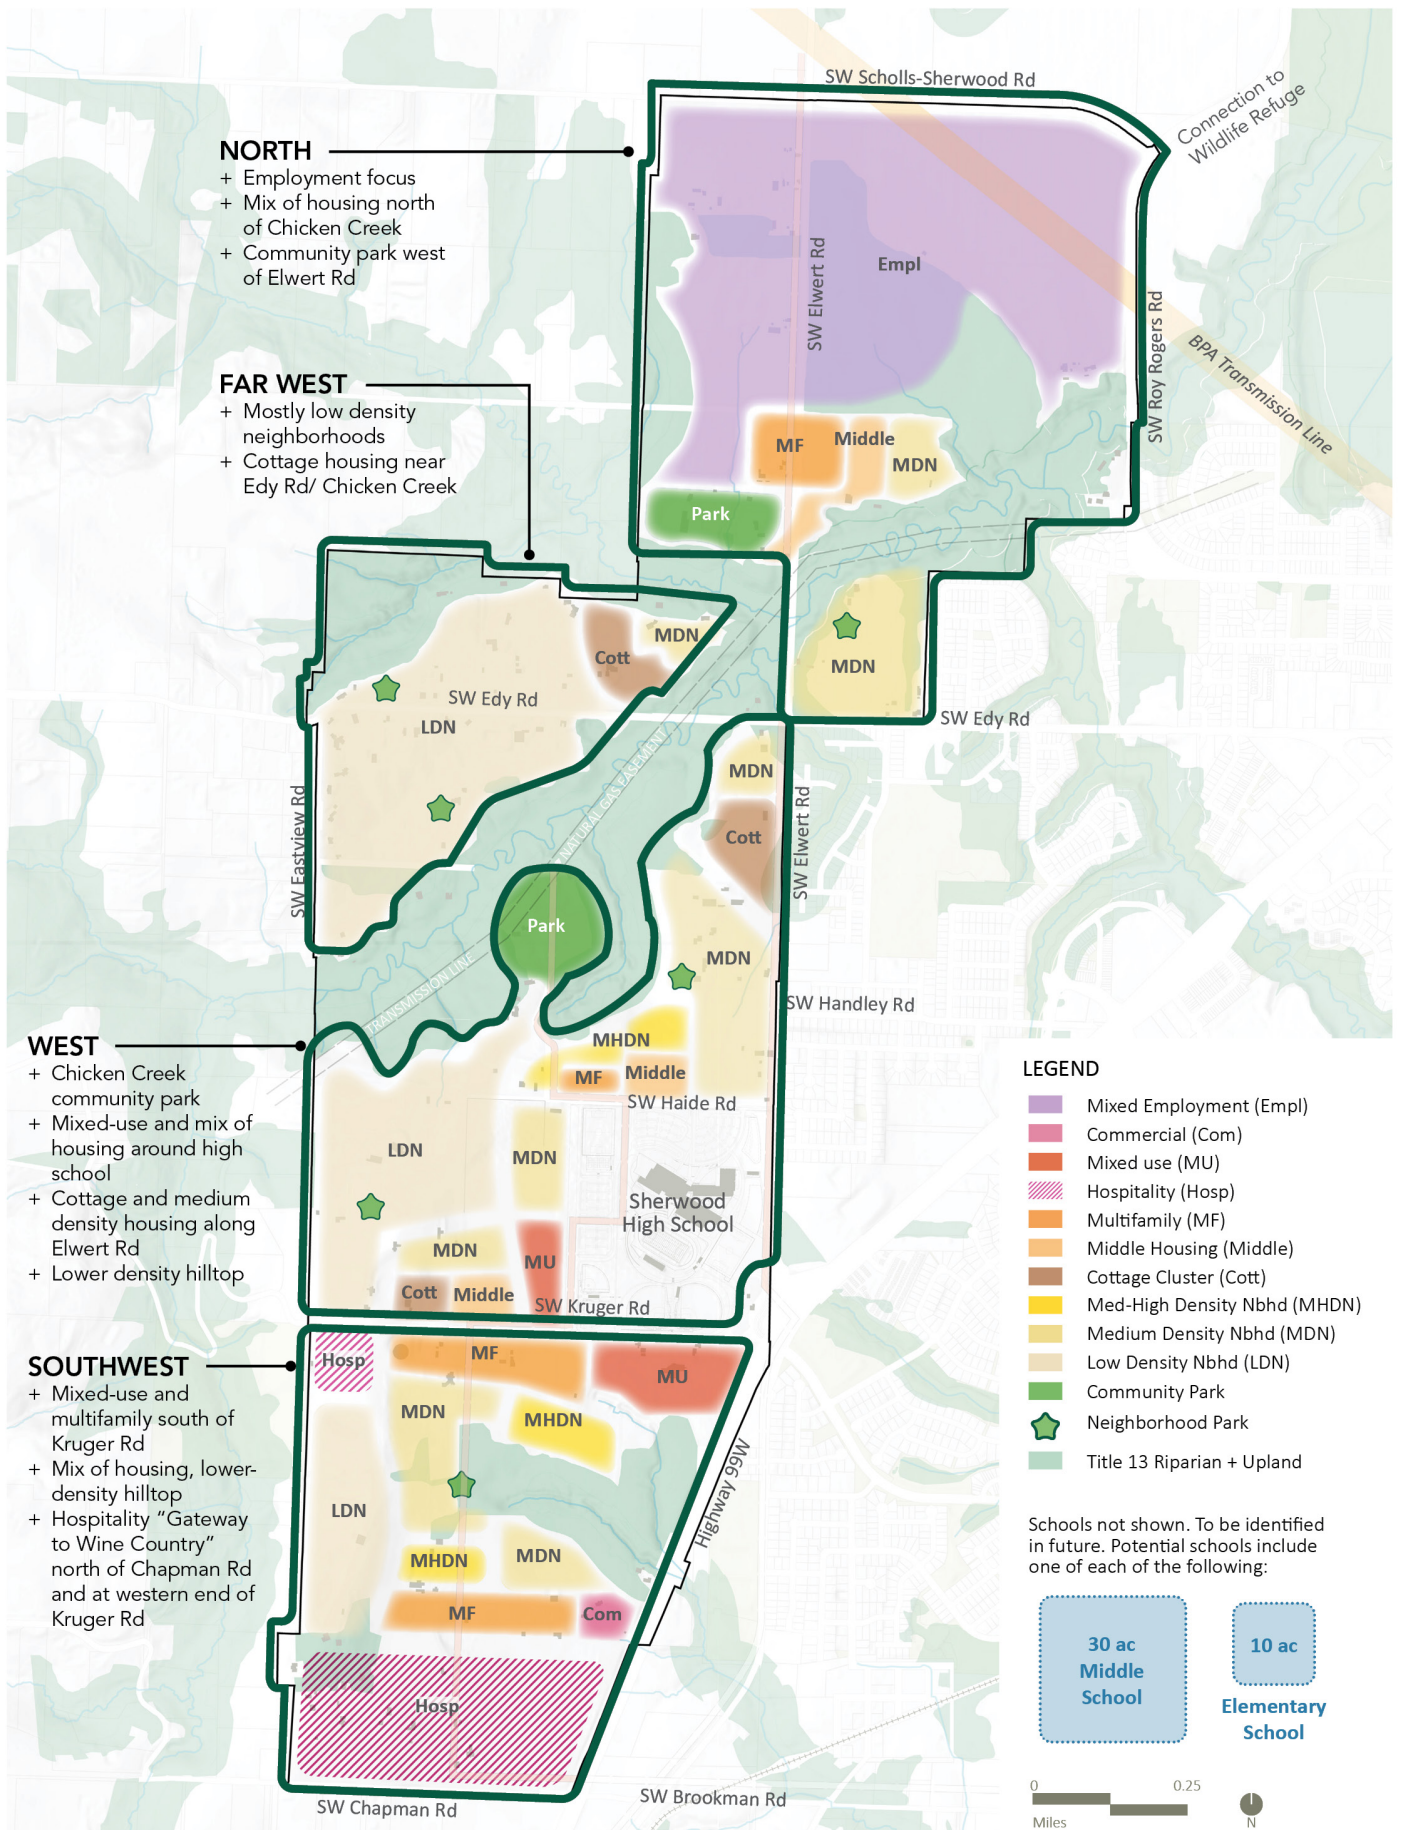 SW Scholls-Sherwood Rd
Connection to
Wildlife Refuge
NORTH
+ Employment focus
+ Mix of housing north
of Chicken Creek
+ Community park west
of Elwert Rd
SW Elwert Rd
Empl
SW Roy Rogers Rd
BPA Transmission Line
FAR WEST
+ Mostly low density
neighborhoods
+ Cottage housing near
Edy Rd/ Chicken Creek
MF
Middle
MDN
Park
MDN
Cott
MDN
SW Edy Rd
LDN
SW Edy Rd
SW Eastview Rd
NATURAL GAS EASEMENT
MDN
Cott
SW Elwert Rd
Park
MDN
TRANSMISSION LINE
SW Handley Rd
WEST
+ Chicken Creek
community park
+ Mixed-use and mix of
housing around high
school
+ Cottage and medium
density housing along
Elwert Rd
+ Lower density hilltop
MHDN
MF
Middle
SW Haide Rd
LDN
MDN
Sherwood
High School
MDN
MU
Cott
Middle
SW Kruger Rd
SOUTHWEST
+ Mixed-use and
multifamily south of
Kruger Rd
+ Mix of housing, lower-
density hilltop
+ Hospitality “Gateway
to Wine Country”
north of Chapman Rd
and at western end of
Kruger Rd
Hosp
MF
MU
MDN
MHDN
LDN
Highway 99W
MHDN
MDN
MF
Com
Hosp
SW Chapman Rd
SW Brookman Rd
LEGEND
Mixed Employment (Empl)
Commercial (Com)
Mixed use (MU)
Hospitality (Hosp)
Multifamily (MF)
Middle Housing (Middle)
Cottage Cluster (Cott)
Med-High Density Nbhd (MHDN)
Medium Density Nbhd (MDN)
Low Density Nbhd (LDN)
Community Park
Neighborhood Park
Title 13 Riparian + Upland
Schools not shown. To be identified
in future. Potential schools include
one of each of the following:
30 ac
Middle
School
10 ac
Elementary
School
0 0.25
Miles
N